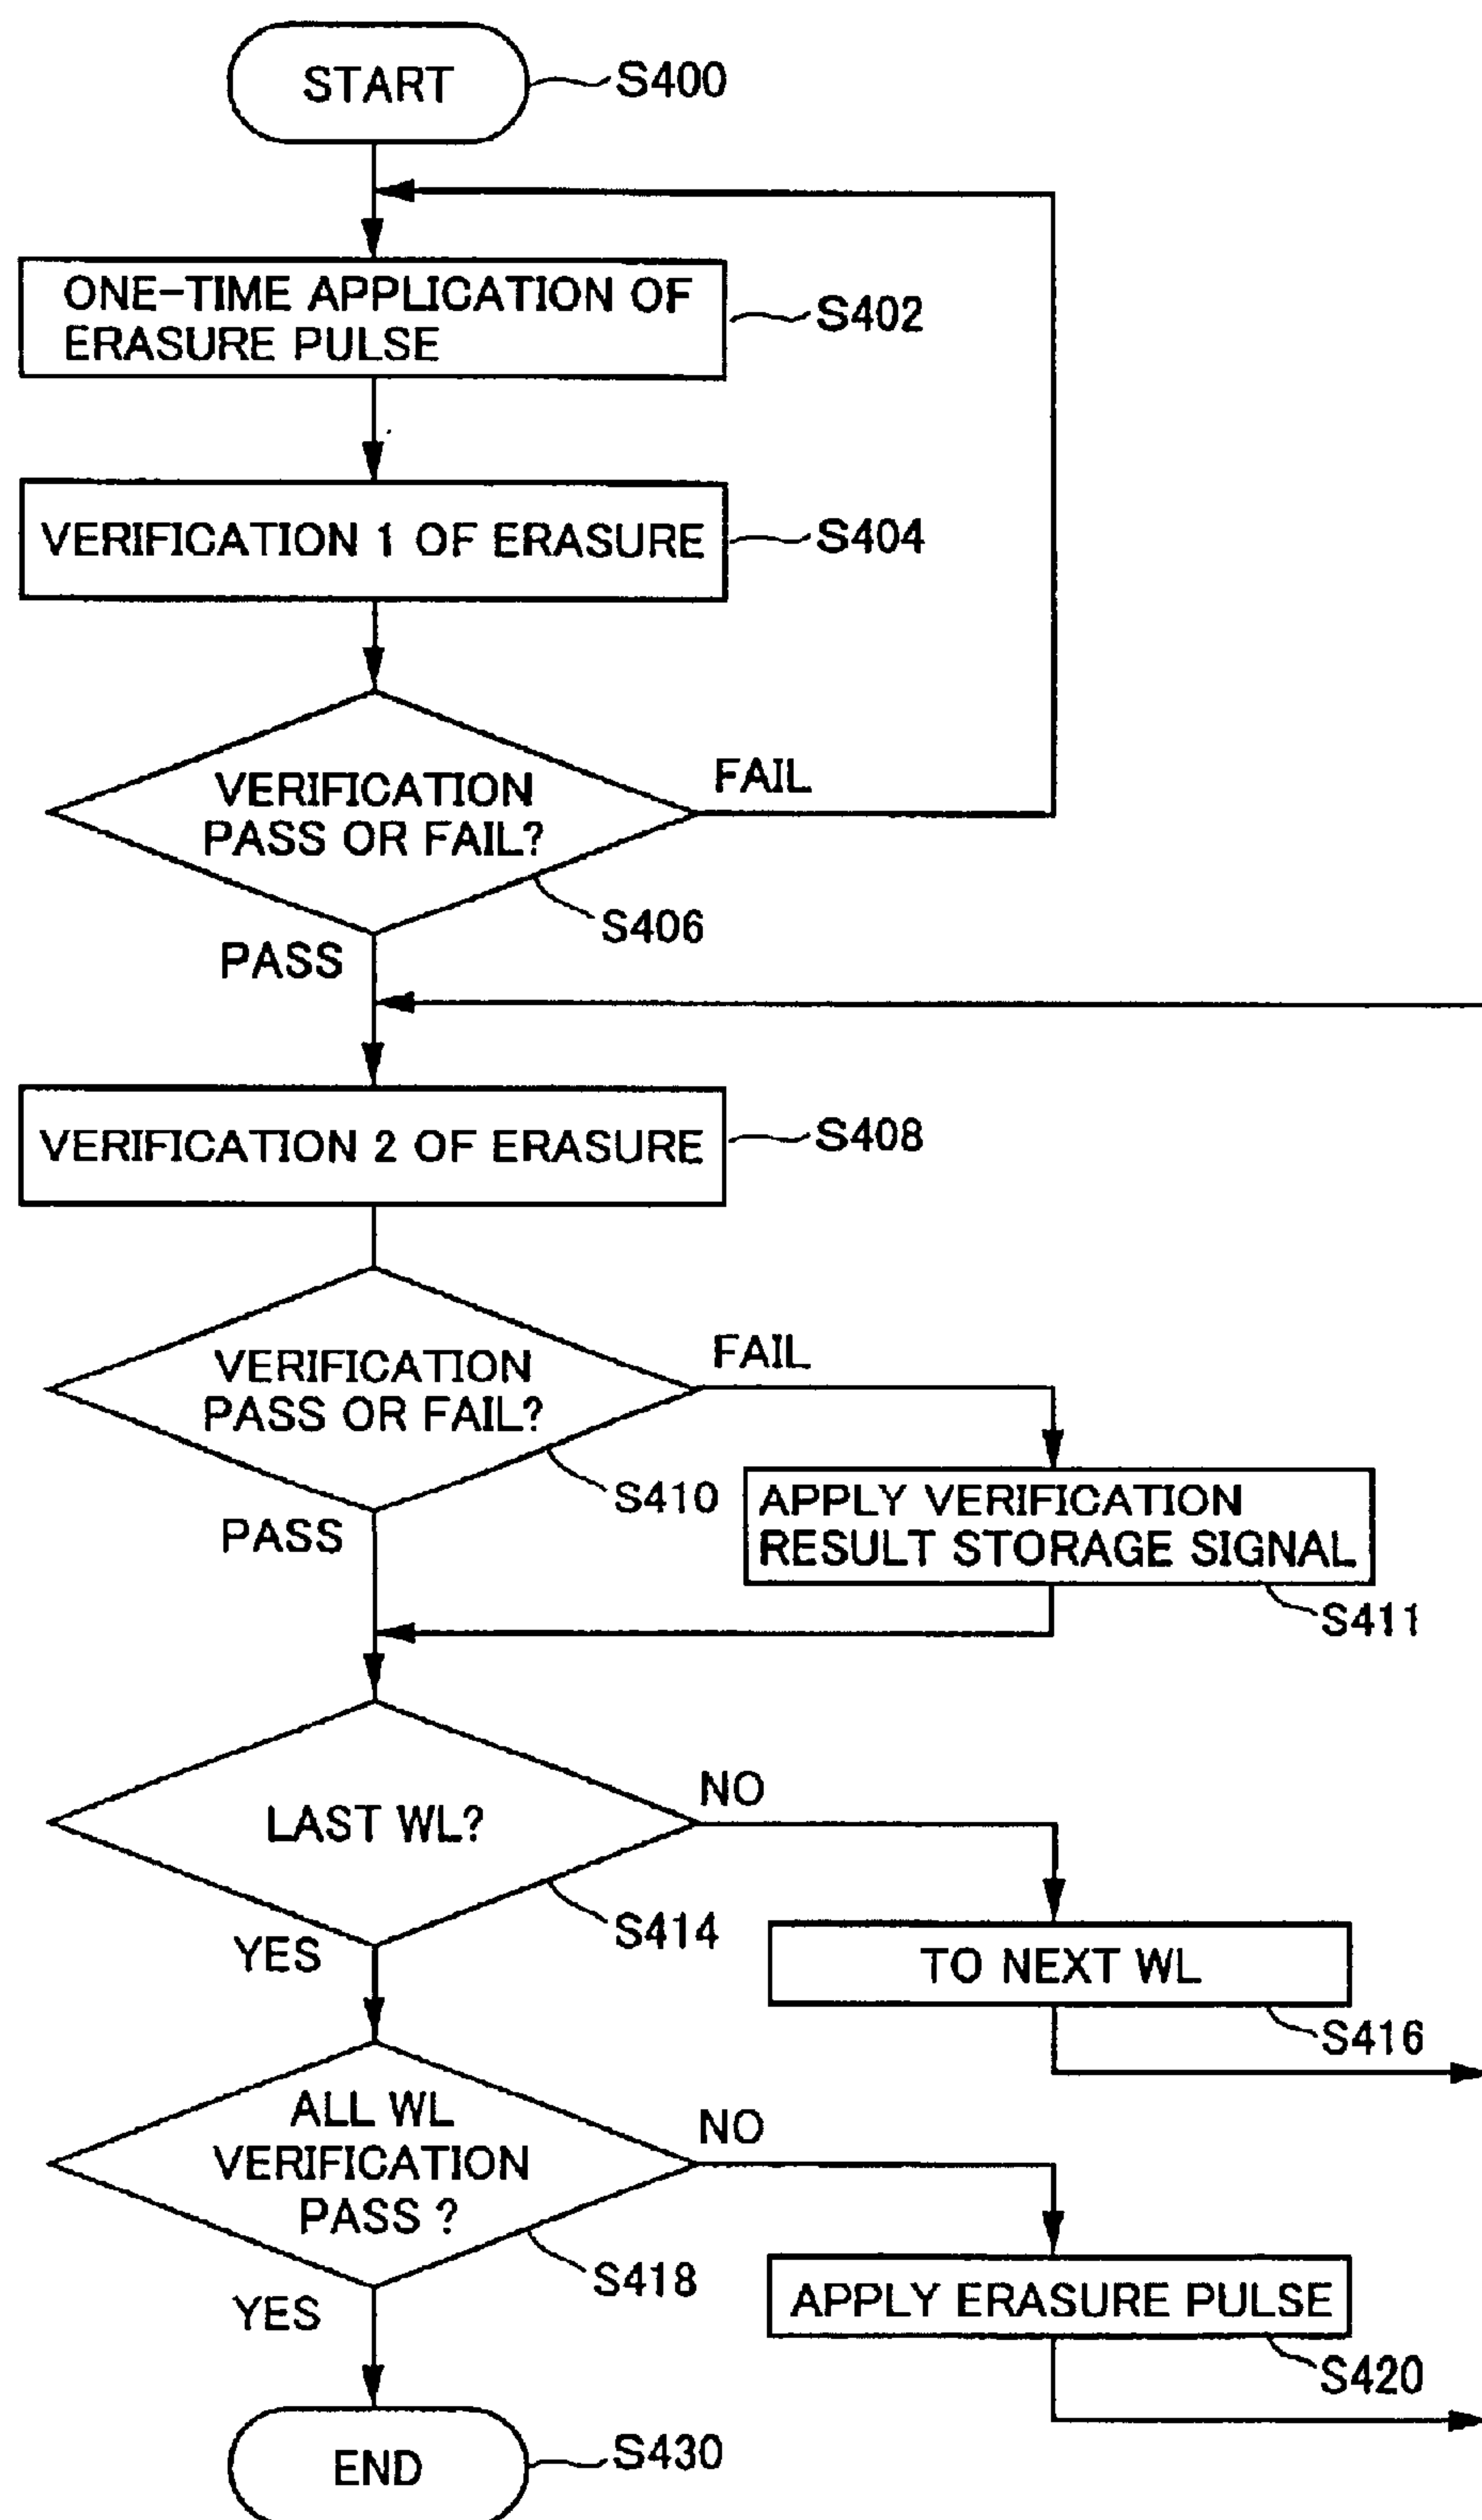 START
S400
ONE-TIME APPLICATION OF
ERASURE PULSE
S402
VERIFICATION 1 OF ERASURE
S404
VERIFICATION
PASS OR FAIL?
FAIL
S406
PASS
VERIFICATION 2 OF ERASURE
S408
VERIFICATION
PASS OR FAIL?
FAIL
S410
PASS
APPLY VERIFICATION
RESULT STORAGE SIGNAL
S411
LAST WL?
NO
S414
YES
TO NEXT WL
S416
ALL WL
VERIFICATION
PASS ?
NO
S418
YES
APPLY ERASURE PULSE
S420
END
S430